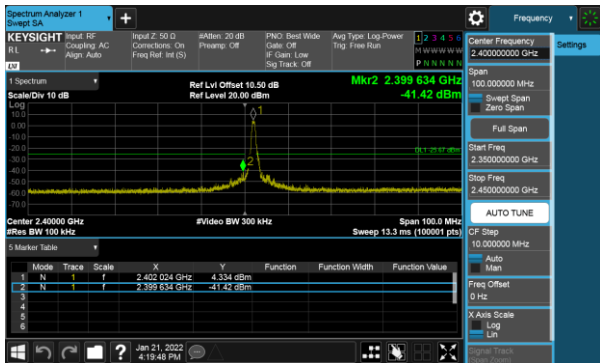 Spectrum Analyzer 1
Swept SA
+
Frequency
KEYSIGHT
RL
Input: RF
Coupling: AC
Align: Auto
Input Z: 50 Ω
Corrections: On
Freq Ref: Int (S)
#Atten: 20 dB
Preamp: Off
PNO: Best Wide
Gate: Off
IF Gain: Low
Sig Track: Off
Avg Type: Log-Power
Trig: Free Run
1 2 3 4 5 6
M W W W W W
P N N N N N
Center Frequency
2.400000000 GHz
Settings
Span
100.000000 MHz
Swept Span
Zero Span
Full Span
Start Freq
2.350000000 GHz
Stop Freq
2.450000000 GHz
AUTO TUNE
CF Step
10.000000 MHz
Auto
Man
Freq Offset
0 Hz
X Axis Scale
Log
Lin
Signal Track
(Span Zoom)
1 Spectrum
Scale/Div 10 dB
Log
Ref Lvl Offset 10.50 dB
Ref Level 20.00 dBm
Mkr2 2.399 634 GHz
-41.42 dBm
10.0
0.00
-10.0
-20.0
-30.0
-40.0
-50.0
-60.0
-70.0
1
2
DL1 -25.67 dBm
Center 2.40000 GHz
#Res BW 100 kHz
#Video BW 300 kHz
Span 100.0 MHz
Sweep 13.3 ms (100001 pts)
5 Marker Table
Mode Trace Scale X Y Function Function Width Function Value
1 N 1 f 2.402 024 GHz 4.334 dBm
2 N 1 f 2.399 634 GHz -41.42 dBm
3
4
5
6
?
Jan 21, 2022
4:19:48 PM